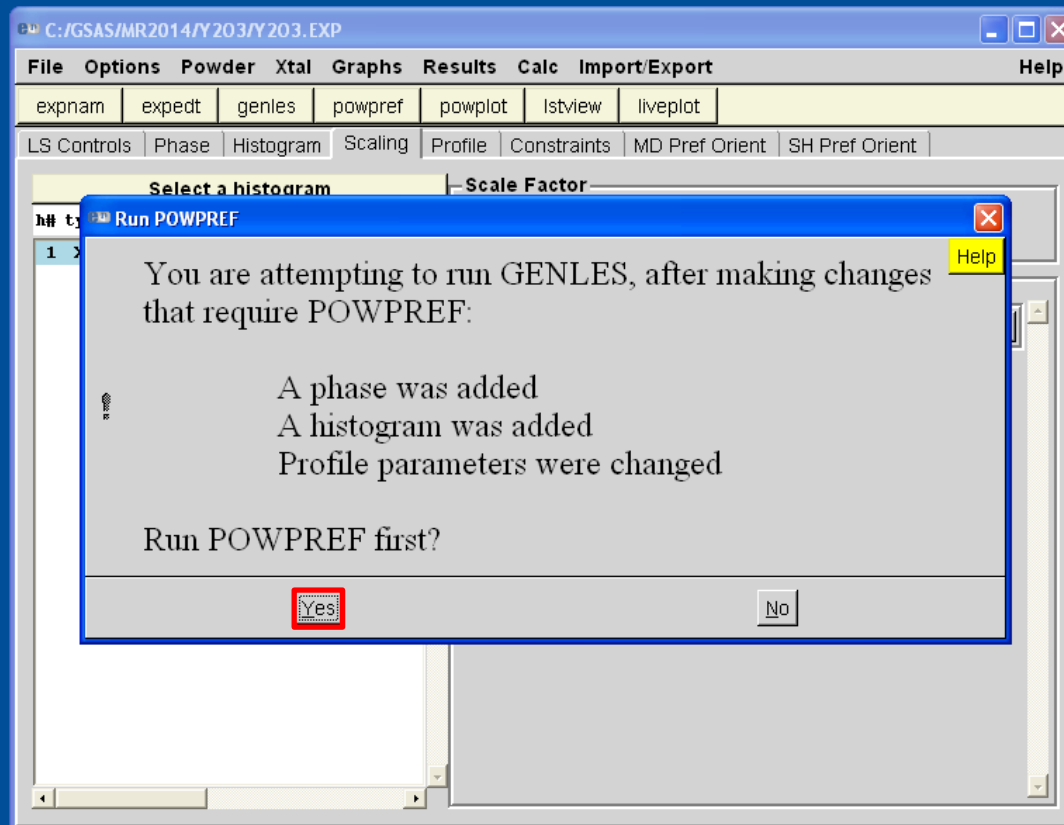 C:/GSAS/MR2014/Y2O3/Y2O3.EXP
File Options Powder Xtal Graphs Results Calc Import/Export Help
expnam expedt genles powpref powplot lstview liveplot
LS Controls Phase Histogram Scaling Profile Constraints MD Pref Orient SH Pref Orient
Select a histogram
Scale Factor
h#
Run POWPREF
1
Help
You are attempting to run GENLES, after making changes
that require POWPREF:
A phase was added
A histogram was added
Profile parameters were changed
Run POWPREF first?
Yes No